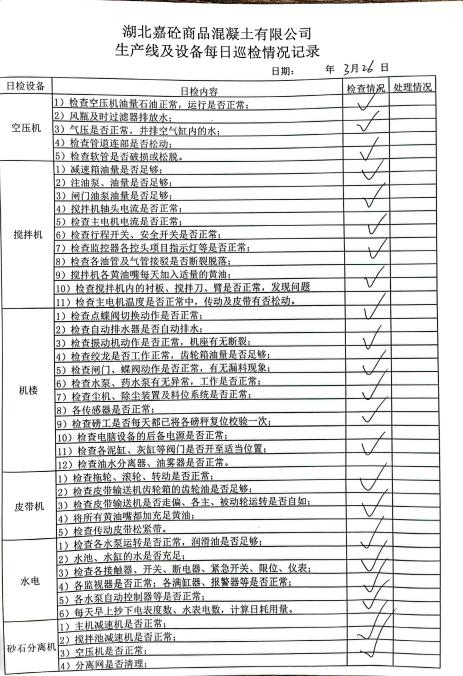 湖北嘉砼商品混凝土有限公司
生产线及设备每日巡检情况记录
日期: 年 3月26日
日检设备 日检内容 检查情况 处理情况
空压机
1）检查空压机油量石油正常，运行是否正常;
2）风瓶及时过滤器排放水;
3）气压是否正常，并排空气缸内的水;
4）检查管道连部是否松动;
5）检查软管是否破损或松脱。
搅拌机
1）减速箱油量是否足够;
2）注油泵、油量是否足够;
3）闸门油泵油量是否足够;
4）搅拌机轴头电流是否正常;
5）检查主电机电流是否正常;
6）检查行程开关、安全开关是否正常;
7）检查监控器各控头项目指示灯等是否正常;
8）检查各油管及气管接驳是否断裂脱落;
9）搅拌机各黄油嘴每天加入适量的黄油;
10）检查搅拌机内的衬板、搅拌刀、臂是否正常，发现问题
11）检查主电机温度是否正常中，传动及皮带有否松动。
机楼
1）检查点蝶阀切换动作是否正常;
2）检查自动排水器是否自动排水;
3）检查振动机动作是否正常，机座有无断裂;
4）检查绞龙是否工作正常，齿轮箱油量是否足够;
5）检查闸门、蝶阀动作是否正常，有无漏料现象;
6）检查水泵、药水泵有无异常，工作是否正常;
7）检查尘机、除尘装置及料位系统是否正常;
8）各传感器是否正常;
9）检查磅工是否每天都已将各磅秤复位校验一次;
10）检查电脑设备的后备电源是否正常;
11）检查各泥缸、灰缸等阀门是否开至适当位置;
12）检查油水分离器、油雾器是否正常。
皮带机
1）检查拖轮、滚轮、转动是否正常;
2）检查皮带输送机齿轮箱的齿轮油是否足够;
3）检查皮带输送机是否走偏、各主、被动轮运转是否自如;
4）将所有黄油嘴都加充足黄油;
5）检查传动皮带松紧带。
水电
1）检查各水泵运转是否正常，润滑油是否足够;
2）水池、水缸的水是否充足;
3）检查各接触器、开关、断电器、紧急开关、限位、仪表;
4）各监视器是否正常；各满缸器、报警器等是否正常;
5）各水泵自动控制器等是否正常;
6）每天早上抄下电表度数、水表电数，计算日耗用量。
砂石分离机
1）主机减速机是否正常;
2）搅拌池减速机是否正常;
3）空压机是否正常;
4）分离网是否清理;